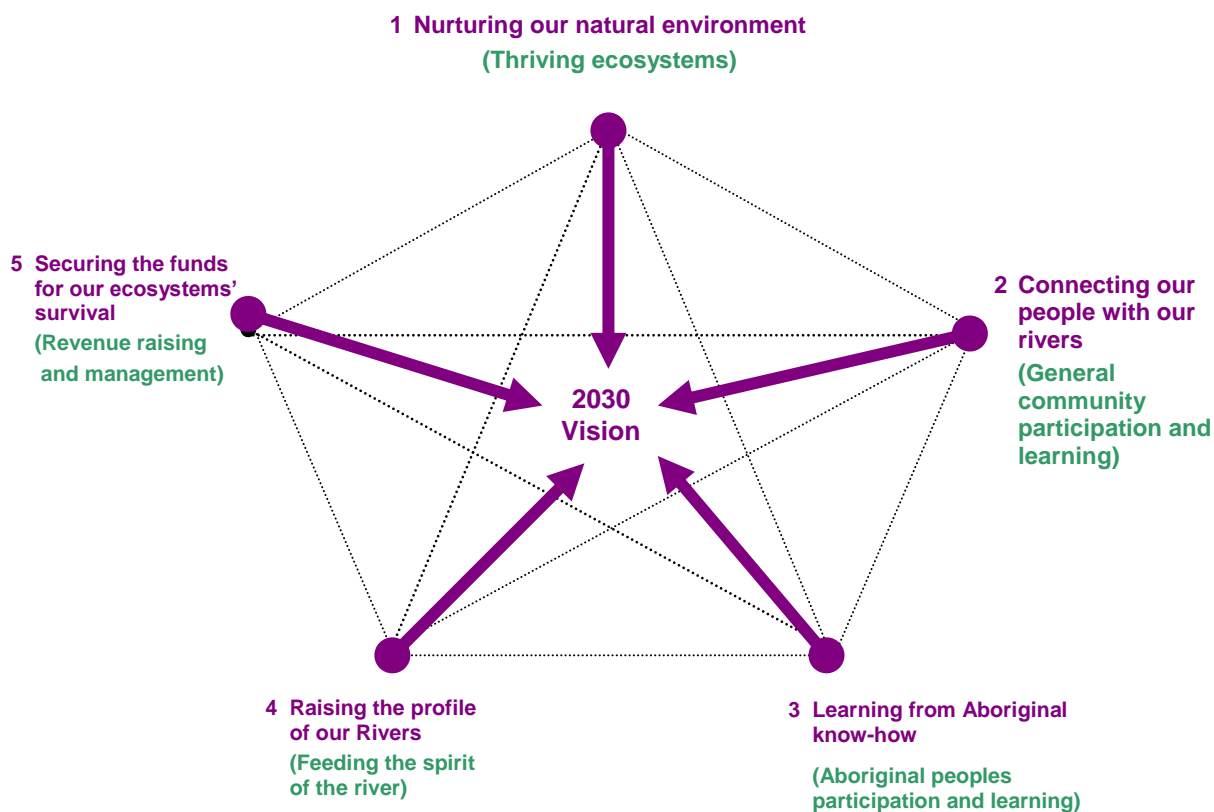 1 Nurturing our natural environment
(Thriving ecosystems)
5 Securing the funds
for our ecosystems’
survival
(Revenue raising
and management)
2 Connecting our
people with our
rivers
(General
community
participation and
learning)
2030
Vision
4 Raising the profile
of our Rivers
(Feeding the spirit
of the river)
3 Learning from Aboriginal
know-how
(Aboriginal peoples
participation and learning)